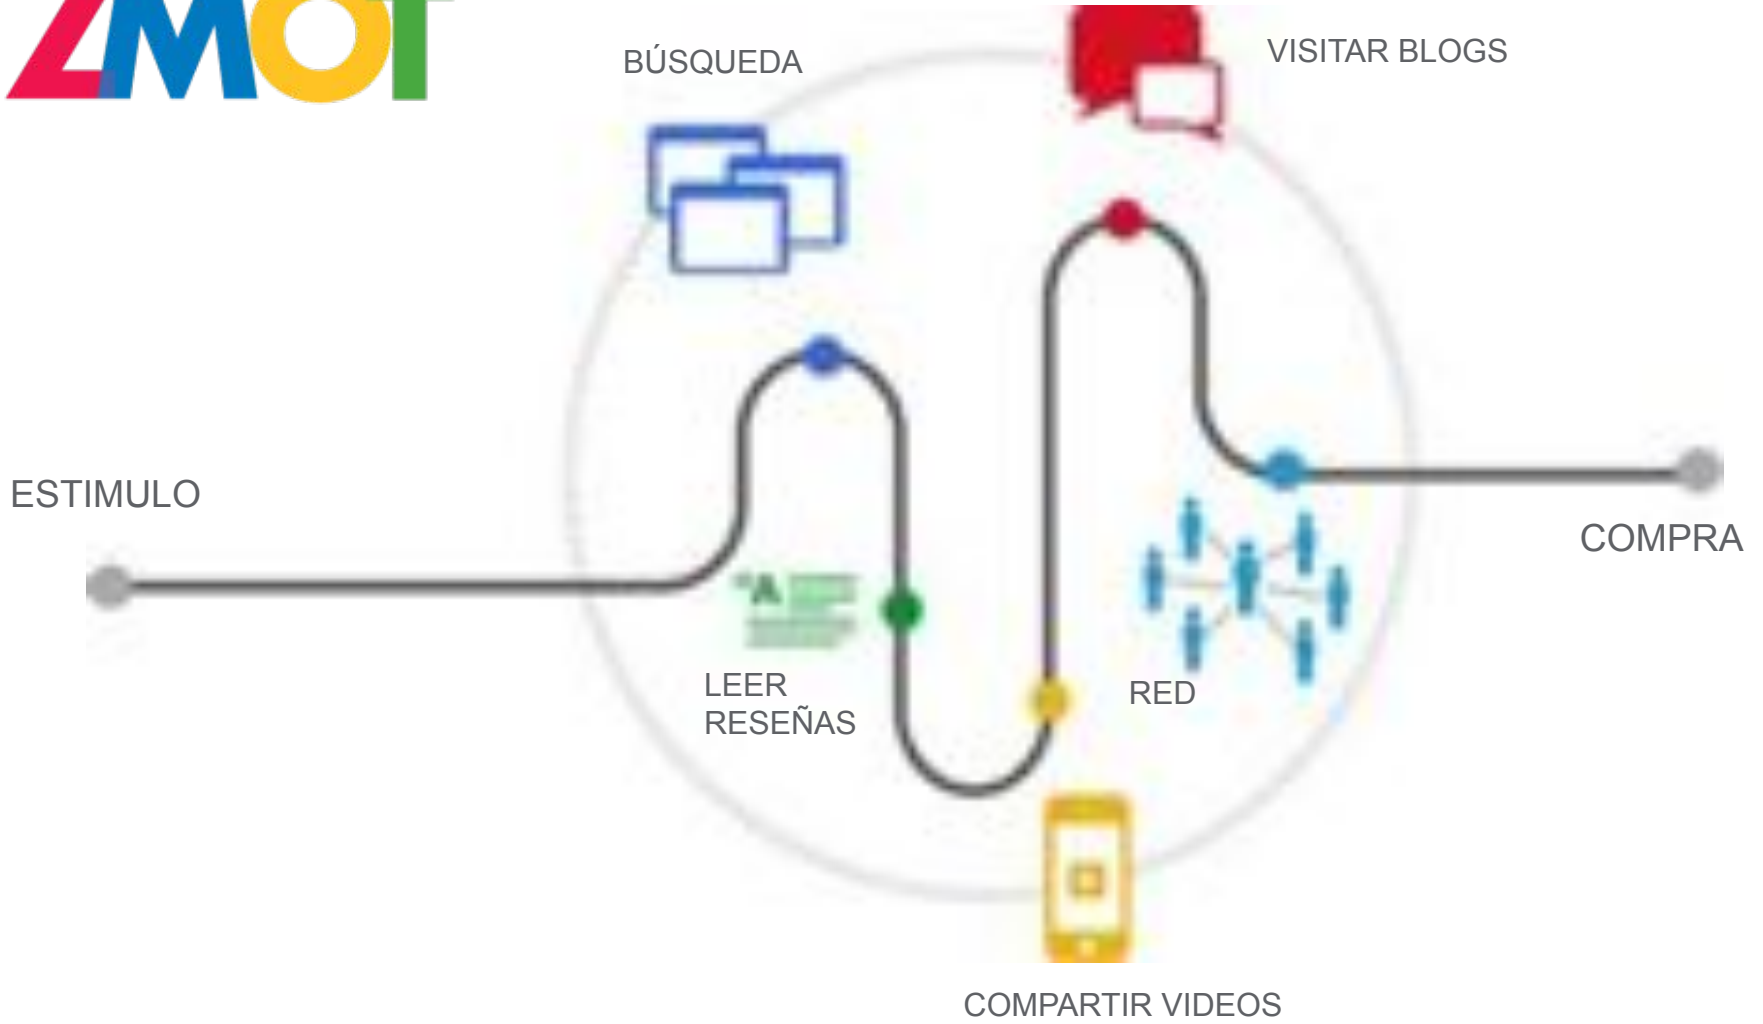 ZMOT
BÚSQUEDA
VISITAR BLOGS
ESTIMULO
COMPRA
A
LEER
RESEÑAS
RED
COMPARTIR VIDEOS